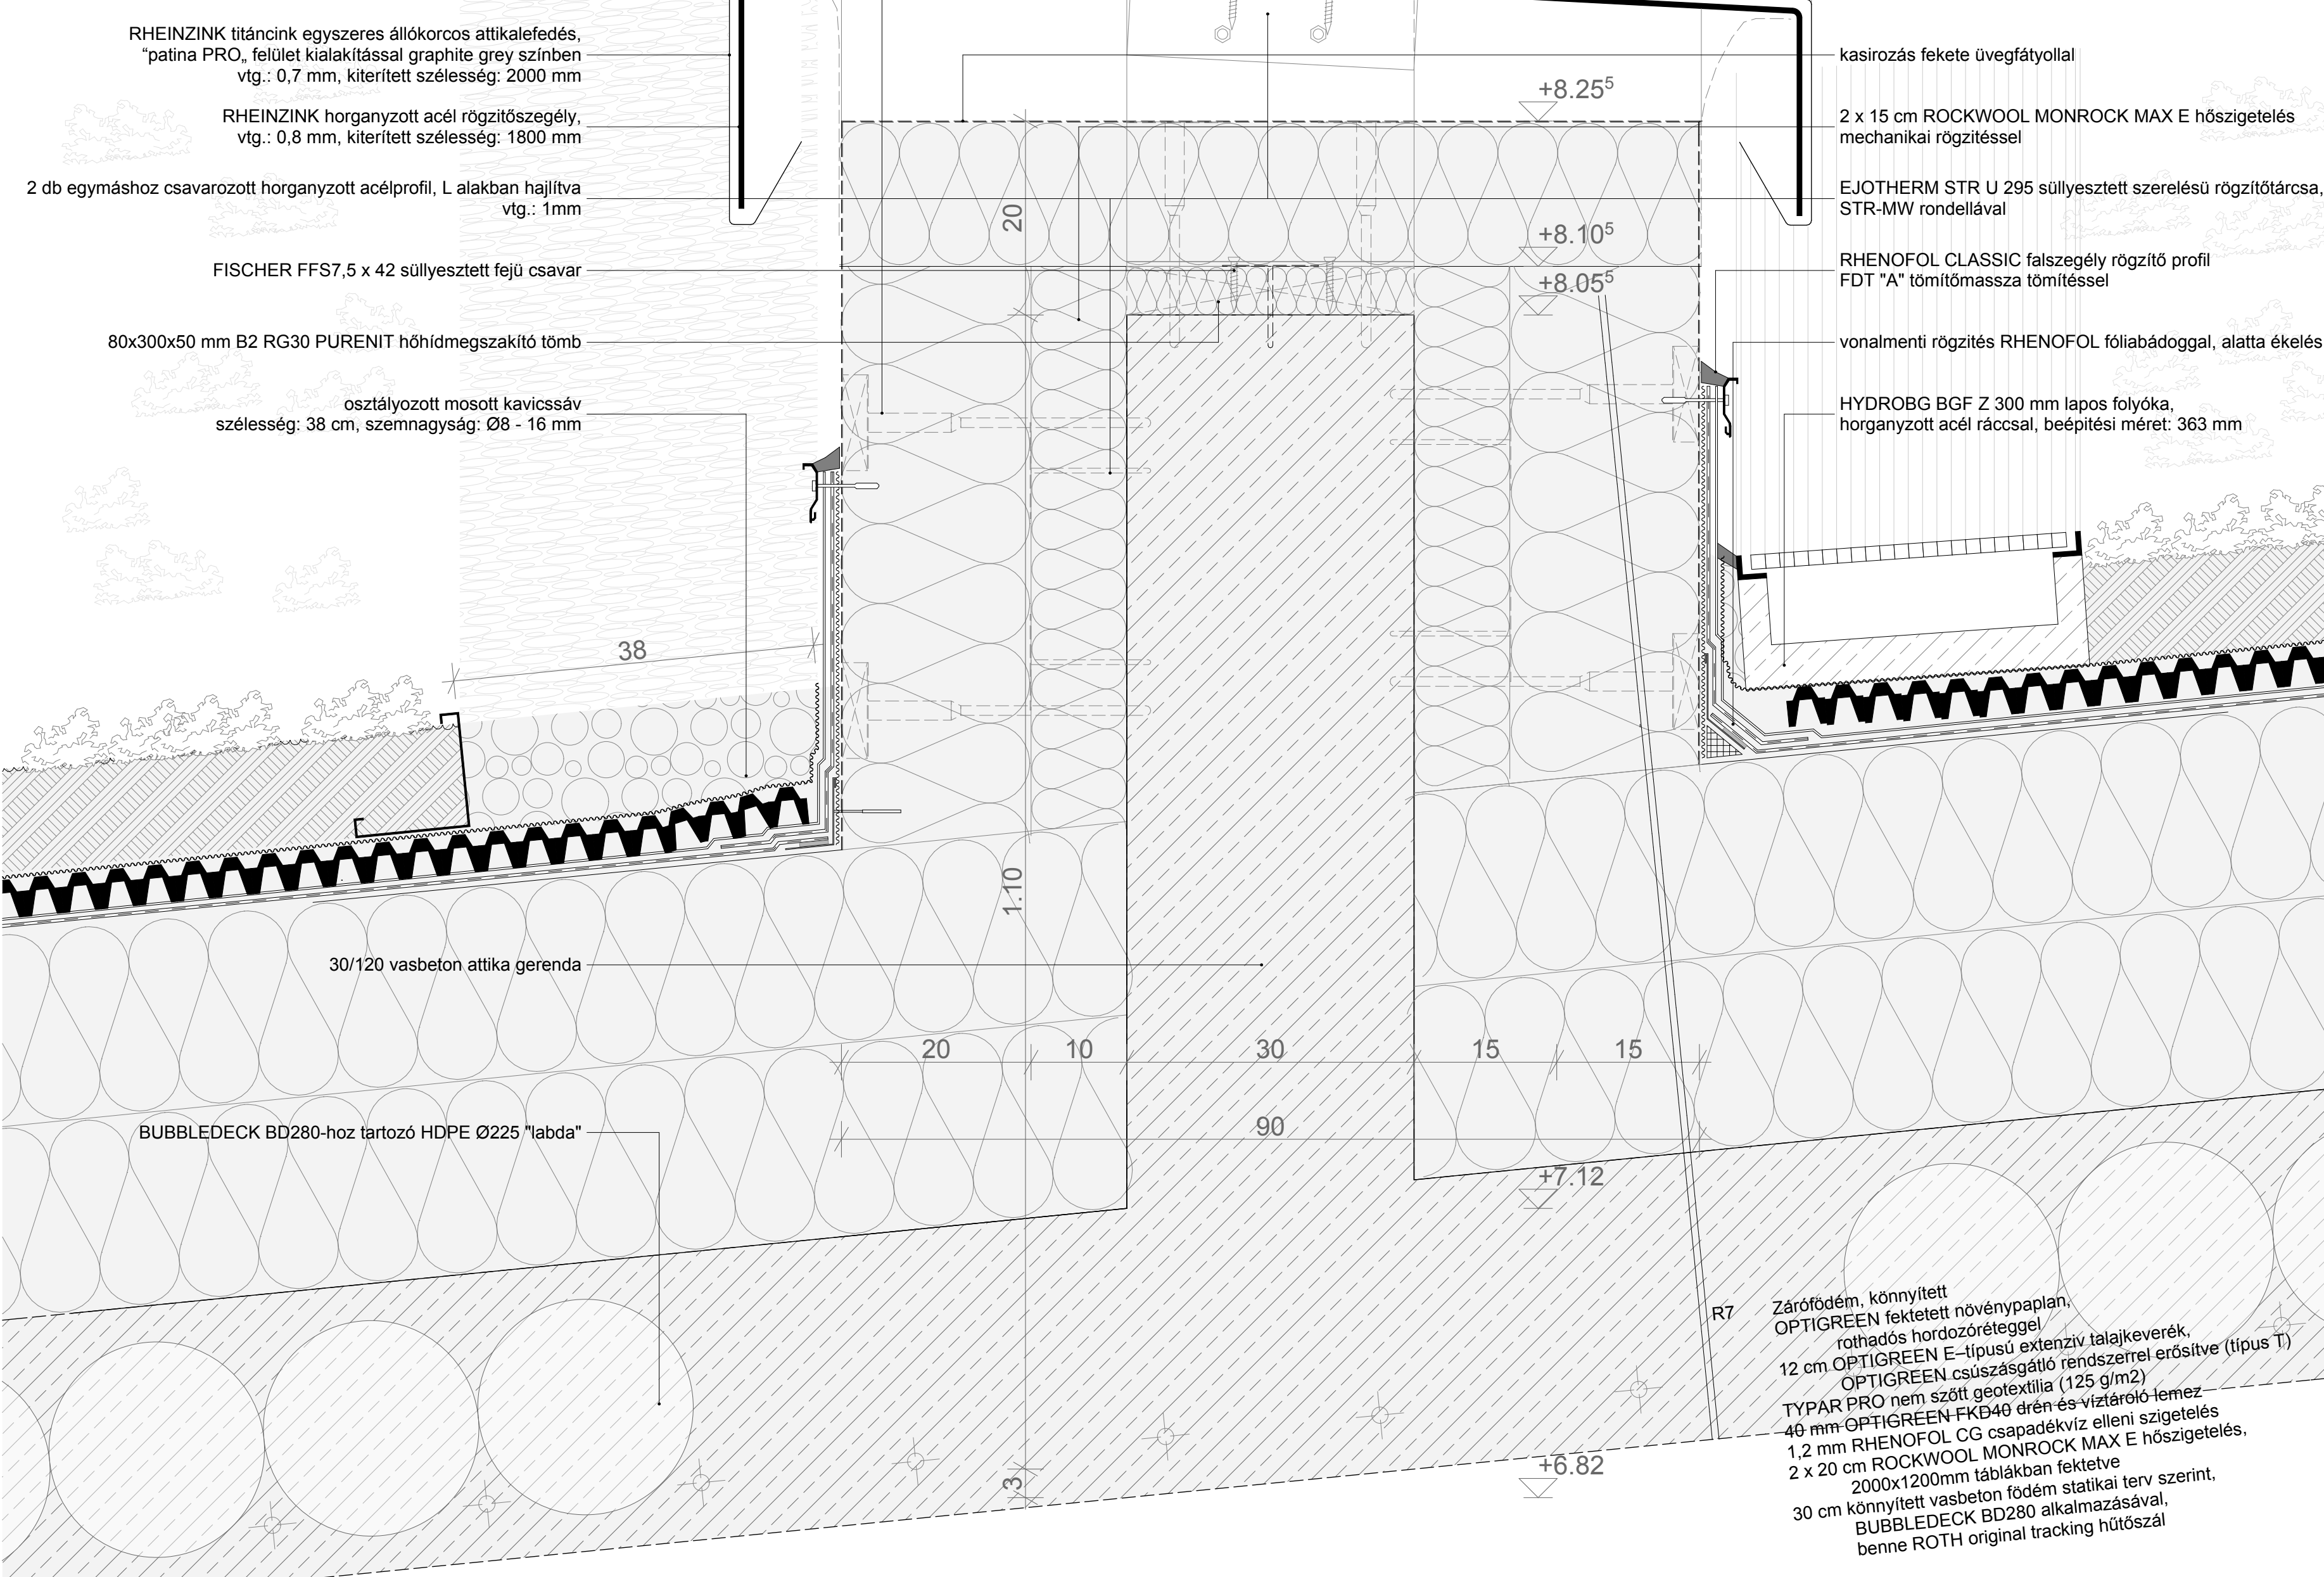 RHEINZINK titáncink egyszeres állókorcos attikalefedés,
“patina PRO„ felület kialakítással graphite grey színben
vtg.: 0,7 mm, kiterített szélesség: 2000 mm
RHEINZINK horganyzott acél rögzitőszegély,
vtg.: 0,8 mm, kiterített szélesség: 1800 mm
2 db egymáshoz csavarozott horganyzott acélprofil, L alakban hajlítva
vtg.: 1mm
FISCHER FFS7,5 x 42 süllyesztett fejü csavar
80x300x50 mm B2 RG30 PURENIT hőhídmegszakító tömb
osztályozott mosott kavicssáv
szélesség: 38 cm, szemnagyság: Ø8 - 16 mm
38
30/120 vasbeton attika gerenda
BUBBLEDECK BD280-hoz tartozó HDPE Ø225 "labda"
20
1.10
3
20
10
30
15
15
90
+8.25⁵
+8.10⁵
+8.05⁵
+7.12
+6.82
kasirozás fekete üvegfátyollal
2 x 15 cm ROCKWOOL MONROCK MAX E hőszigetelés
mechanikai rögzitéssel
EJOTHERM STR U 295 süllyesztett szerelésü rögzítőtárcsa,
STR-MW rondellával
RHENOFOL CLASSIC falszegély rögzítő profil
FDT "A" tömítőmassza tömítéssel
vonalmenti rögzités RHENOFOL fóliabádoggal, alatta ékelés
HYDROBG BGF Z 300 mm lapos folyóka,
horganyzott acél ráccsal, beépitési méret: 363 mm
R7
Zárófödém, könnyített
OPTIGREEN fektetett növénypaplan,
rothadós hordozóréteggel
12 cm OPTIGREEN E–típusú extenziv talajkeverék,
OPTIGREEN csúszásgátló rendszerrel erősítve (típus T)
TYPAR PRO nem szőtt geotextília (125 g/m2)
40 mm OPTIGREEN FKD40 drén és víztároló lemez
1,2 mm RHENOFOL CG csapadékvíz elleni szigetelés
2 x 20 cm ROCKWOOL MONROCK MAX E hőszigetelés,
2000x1200mm táblákban fektetve
30 cm könnyített vasbeton födém statikai terv szerint,
BUBBLEDECK BD280 alkalmazásával,
benne ROTH original tracking hűtőszál